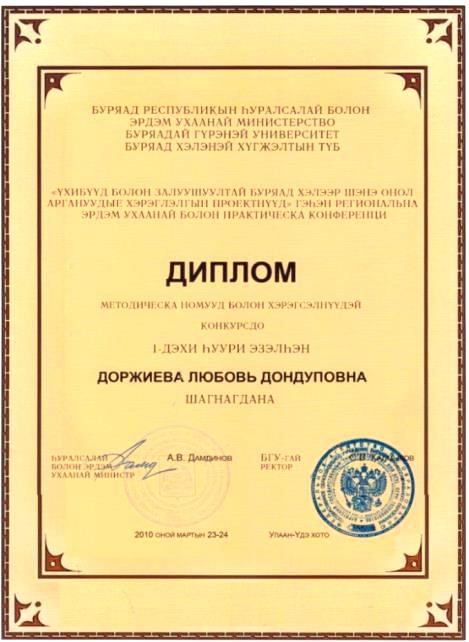 БУРЯАД РЕСПУБЛИКЫН ҺУРАЛСАЛАЙ БОЛОН
ЭРДЭМ УХААНАЙ МИНИСТЕРСТВО
БУРЯАДАЙ ГҮРЭНЭЙ УНИВЕРСИТЕТ
БУРЯАД ХЭЛЭНЭЙ ХҮГЖЭЛТЫН ТҮБ
«ҮХИБҮҮД БОЛОН ЗАЛУУШУУЛТАЙ БУРЯАД ХЭЛЭЭР ШЭНЭ ОНОЛ
АРГАНУУДЫЕ ХЭРЭГЛЭЛГЫН ПРОЕКТНҮҮД» ГЭҺЭН РЕГИОНАЛЬНА
ЭРДЭМ УХААНАЙ БОЛОН ПРАКТИЧЕСКА КОНФЕРЕНЦИ
ДИПЛОМ
МЕТОДИЧЕСКА НОМУУД БОЛОН ХЭРЭГСЭЛНҮҮДЭЙ
КОНКУРСДО
1-ДЭХИ ҺУУРИ ЭЗЭЛҺЭН
ДОРЖИЕВА ЛЮБОВЬ ДОНДУПОВНА
ШАГНАГДАНА
ҺУРАЛСАЛАЙ
БОЛОН ЭРДЭМ
УХААНАЙ МИНИСТР
А.В. Дамдинов
БГУ-ГАЙ
РЕКТОР
2010 ОНОЙ МАРТЫН 23-24
УЛААН-ҮДЭ ХОТО